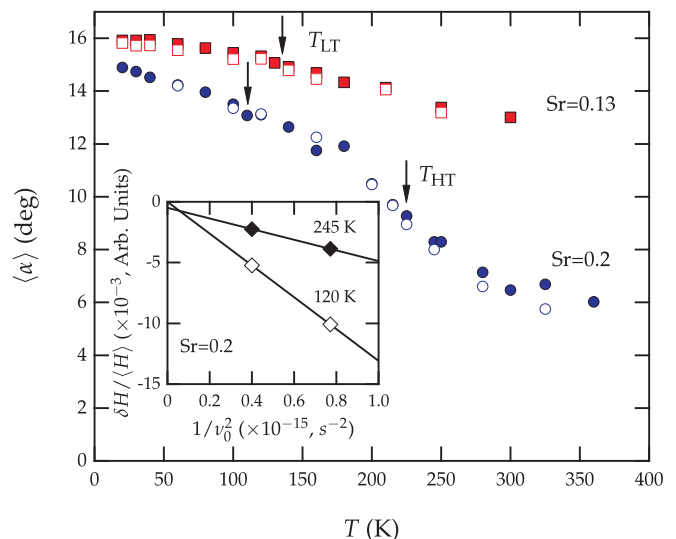 16
14
12
10
8
6
4
2
0
⟨α⟩ (deg)
T_LT
Sr=0.13
T_HT
Sr=0.2
0
-5
-10
-15
δH/⟨H⟩ (×10⁻³, Arb. Units)
245 K
120 K
Sr=0.2
0 0.2 0.4 0.6 0.8 1.0
1/ν₀² (×10⁻¹⁵, s⁻²)
0 50 100 150 200 250 300 350 400
T (K)